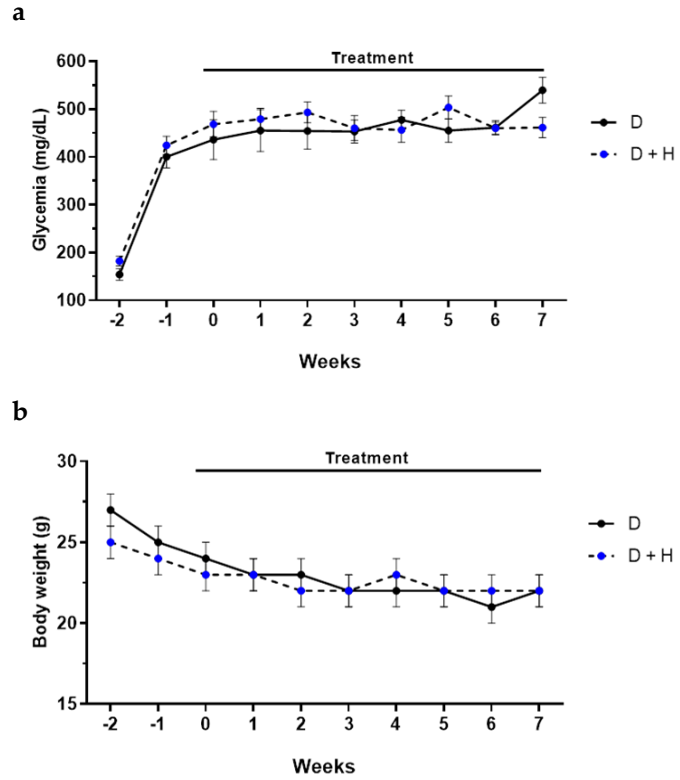 a
Treatment
600
500
400
300
200
100
Glycemia (mg/dL)
-2 -1 0 1 2 3 4 5 6 7
Weeks
D
D + H
b
Treatment
30
25
20
15
Body weight (g)
-2 -1 0 1 2 3 4 5 6 7
Weeks
D
D + H